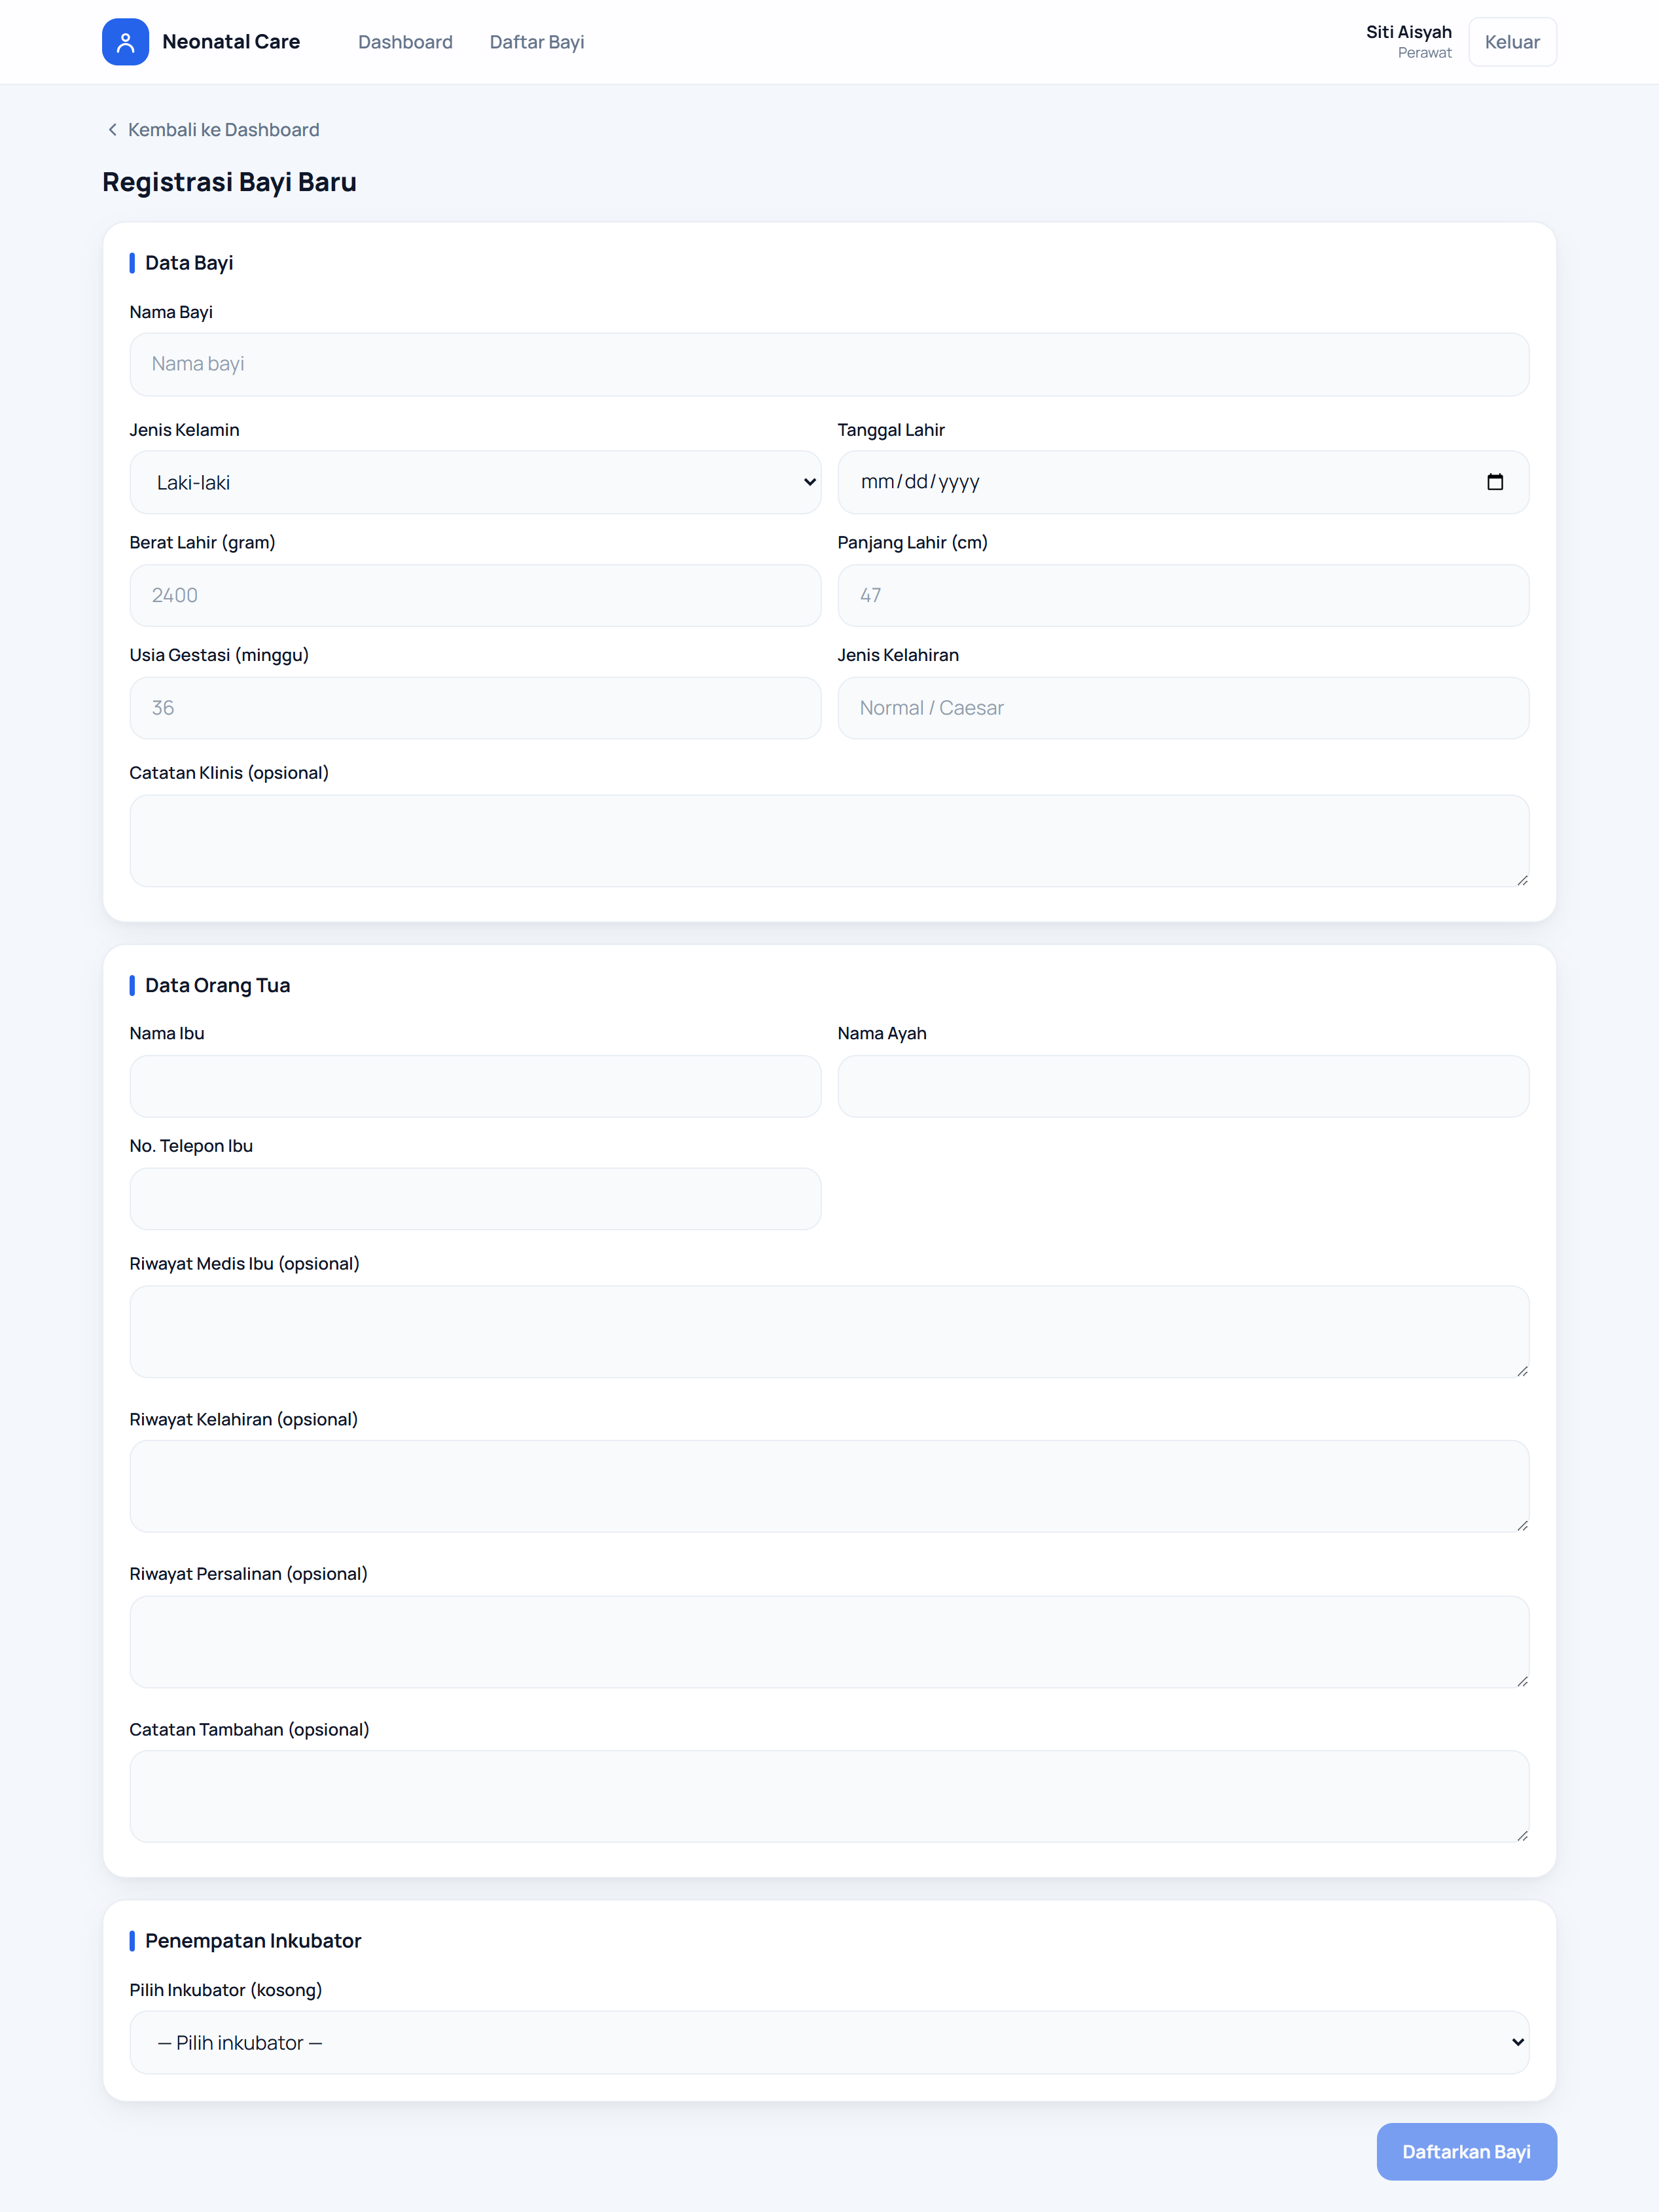 Neonatal Care
Dashboard
Daftar Bayi
Siti Aisyah
Perawat
Keluar
Kembali ke Dashboard
Registrasi Bayi Baru
Data Bayi
Nama Bayi
Nama bayi
Jenis Kelamin
Tanggal Lahir
Laki-laki
mm/dd/yyyy
Berat Lahir (gram)
Panjang Lahir (cm)
2400
47
Usia Gestasi (minggu)
Jenis Kelahiran
36
Normal / Caesar
Catatan Klinis (opsional)
Data Orang Tua
Nama Ibu
Nama Ayah
No. Telepon Ibu
Riwayat Medis Ibu (opsional)
Riwayat Kelahiran (opsional)
Riwayat Persalinan (opsional)
Catatan Tambahan (opsional)
Penempatan Inkubator
Pilih Inkubator (kosong)
— Pilih inkubator —
Daftarkan Bayi